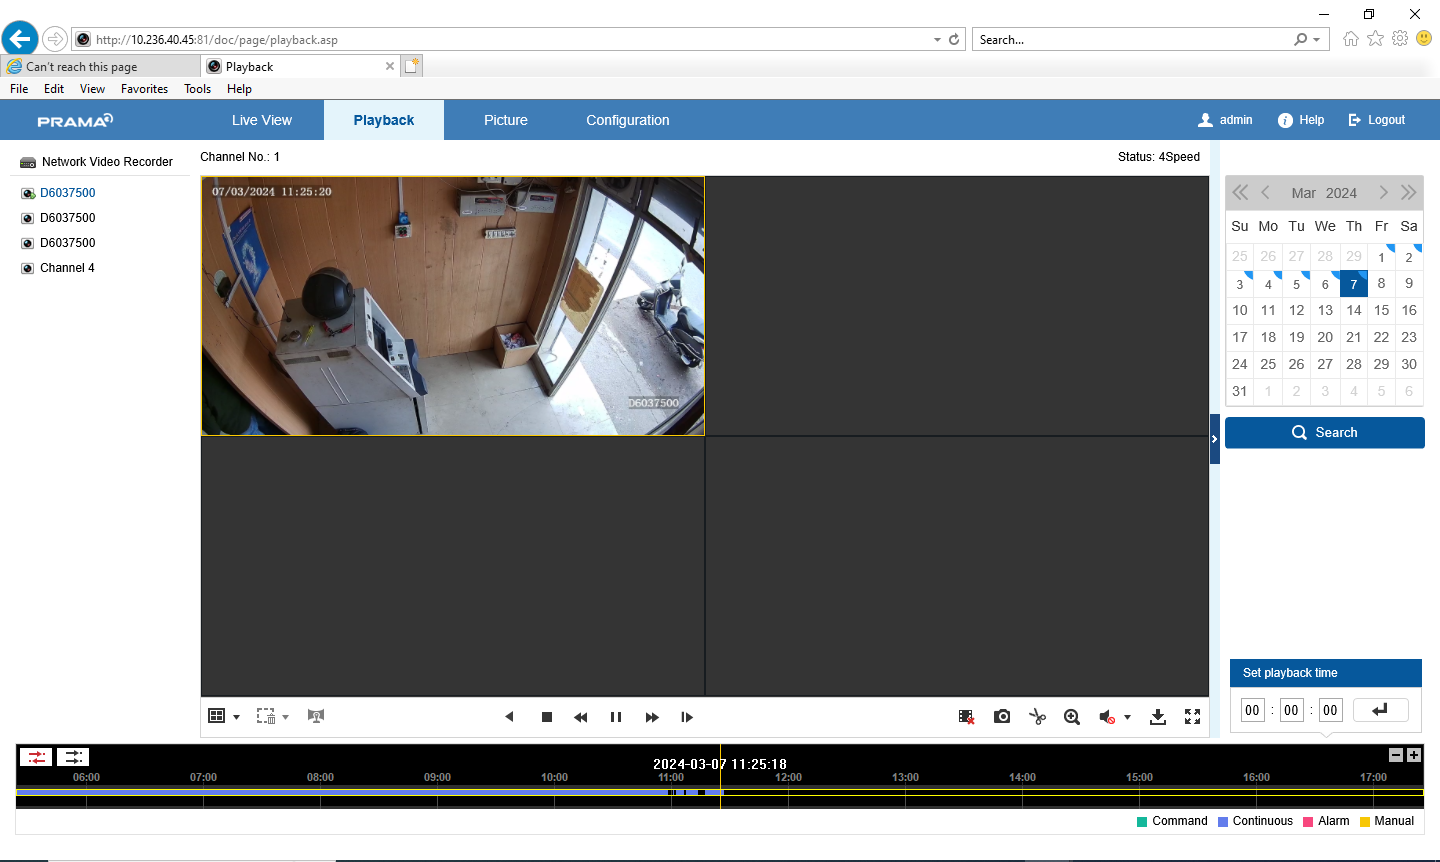 http://10.236.40.45:81/doc/page/playback.asp
Search...
Can't reach this page
Playback
File Edit View Favorites Tools Help
PRAMA
Live View Playback Picture Configuration
admin Help Logout
Network Video Recorder
D6037500
D6037500
D6037500
Channel 4
Channel No.: 1
Status: 4Speed
07/03/2024 11:25:20
D6037500
Mar 2024
Su Mo Tu We Th Fr Sa
25 26 27 28 29 1 2
3 4 5 6 7 8 9
10 11 12 13 14 15 16
17 18 19 20 21 22 23
24 25 26 27 28 29 30
31 1 2 3 4 5 6
Search
Set playback time
00 : 00 : 00
2024-03-07 11:25:18
06:00 07:00 08:00 09:00 10:00 11:00 12:00 13:00 14:00 15:00 16:00 17:00
Command Continuous Alarm Manual